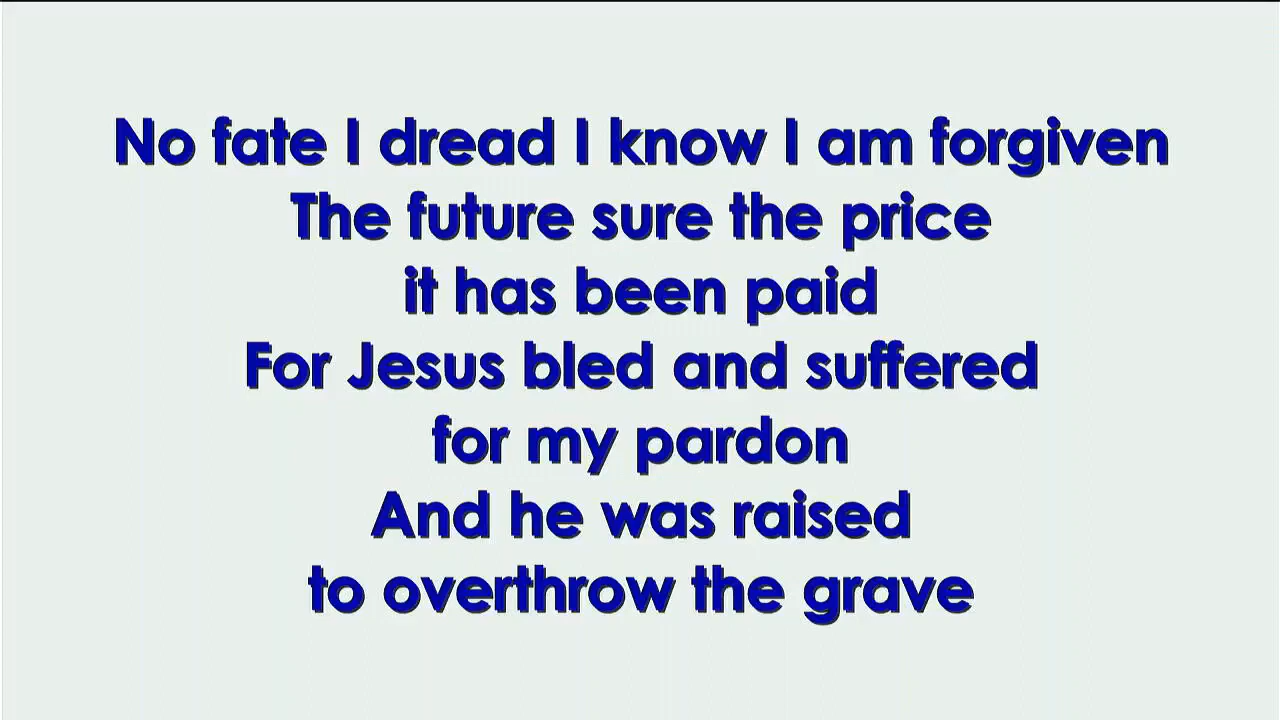 No fate I dread I know I am forgiven
The future sure the price
it has been paid
For Jesus bled and suffered
for my pardon
And he was raised
to overthrow the grave